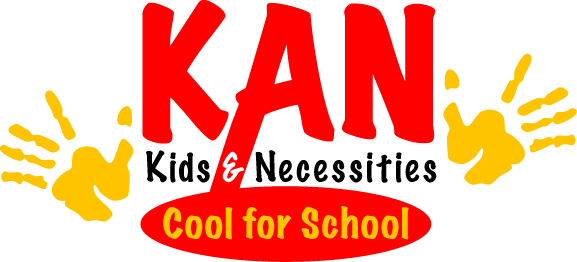 KAN
Kids & Necessities
Cool for School